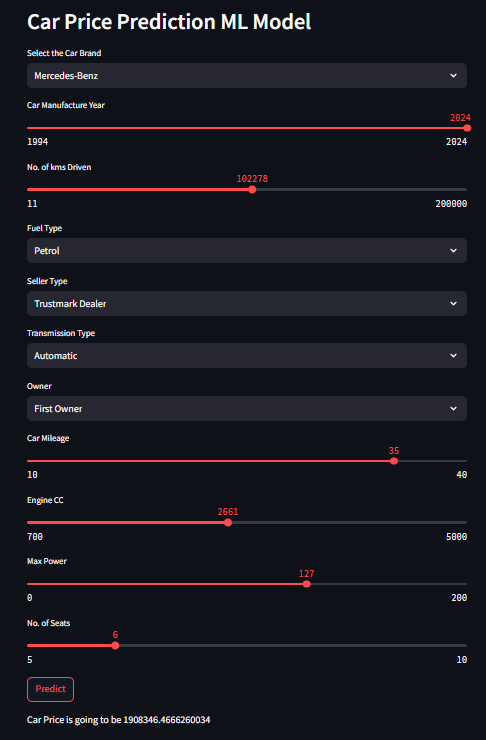 Car Price Prediction ML Model
Select the Car Brand
Mercedes-Benz
Car Manufacture Year
2024
1994 2024
No. of kms Driven
102278
11 200000
Fuel Type
Petrol
Seller Type
Trustmark Dealer
Transmission Type
Automatic
Owner
First Owner
Car Mileage
35
10 40
Engine CC
2661
700 5000
Max Power
127
0 200
No. of Seats
6
5 10
Predict
Car Price is going to be 1908346.4666260034